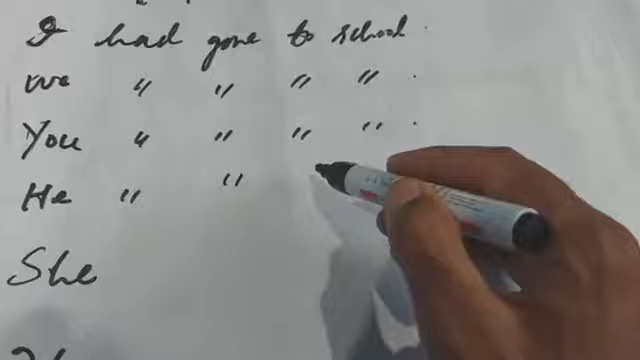 I had gone to school.
We " " " " .
You " " " " .
He " "
She